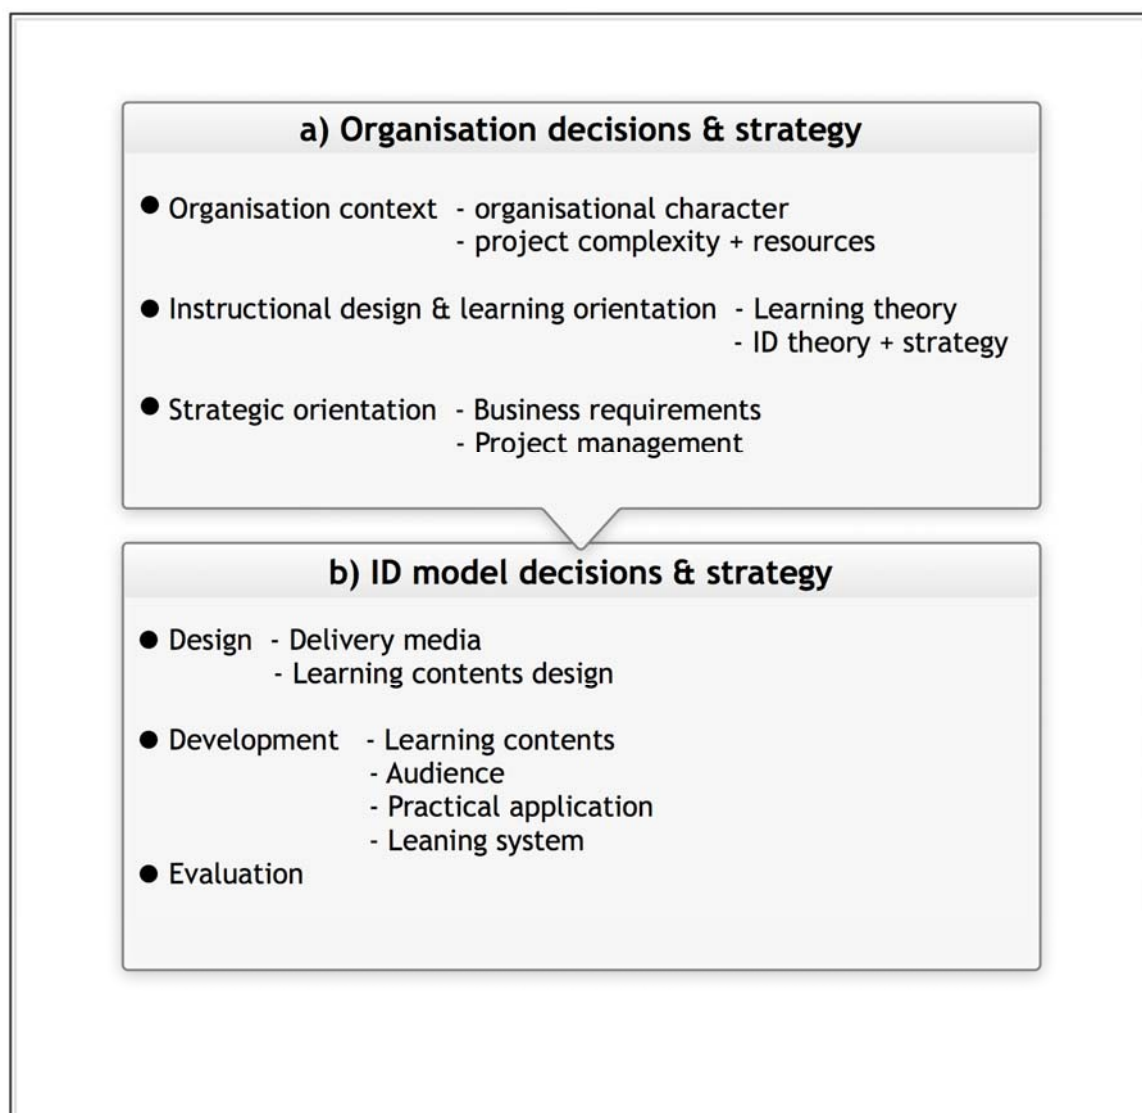 a) Organisation decisions & strategy
● Organisation context - organisational character
- project complexity + resources
● Instructional design & learning orientation - Learning theory
- ID theory + strategy
● Strategic orientation - Business requirements
- Project management
b) ID model decisions & strategy
● Design - Delivery media
- Learning contents design
● Development - Learning contents
- Audience
- Practical application
- Leaning system
● Evaluation